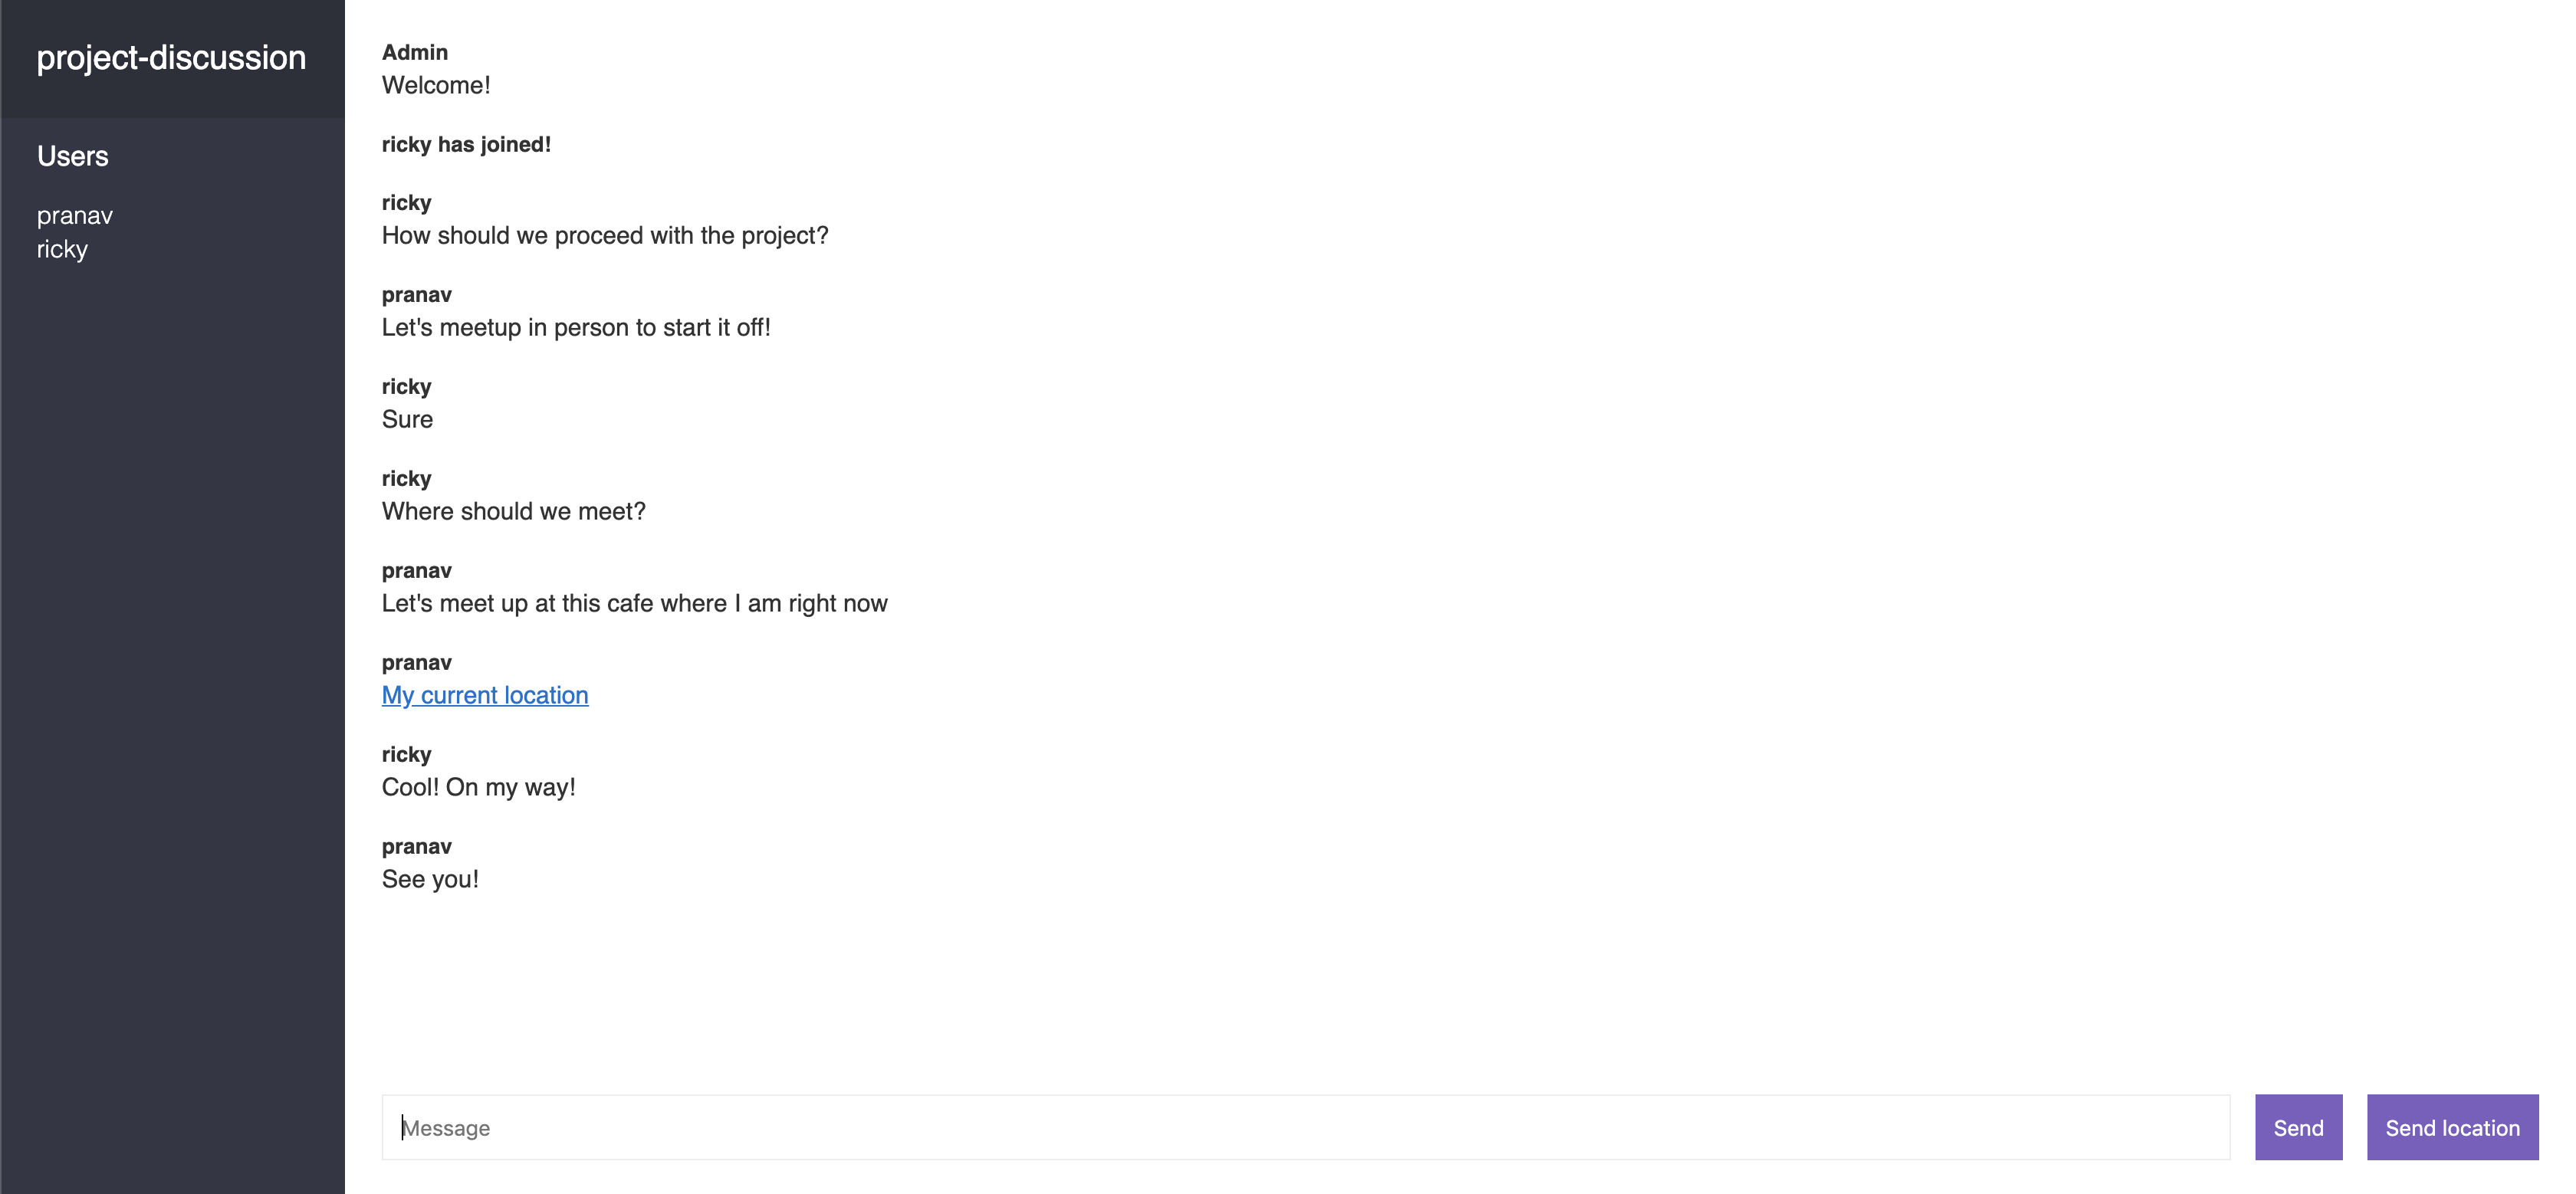 project-discussion
Users
pranav
ricky
Admin
Welcome!
ricky has joined!
ricky
How should we proceed with the project?
pranav
Let's meetup in person to start it off!
ricky
Sure
ricky
Where should we meet?
pranav
Let's meet up at this cafe where I am right now
pranav
My current location
ricky
Cool! On my way!
pranav
See you!
Message
Send
Send location